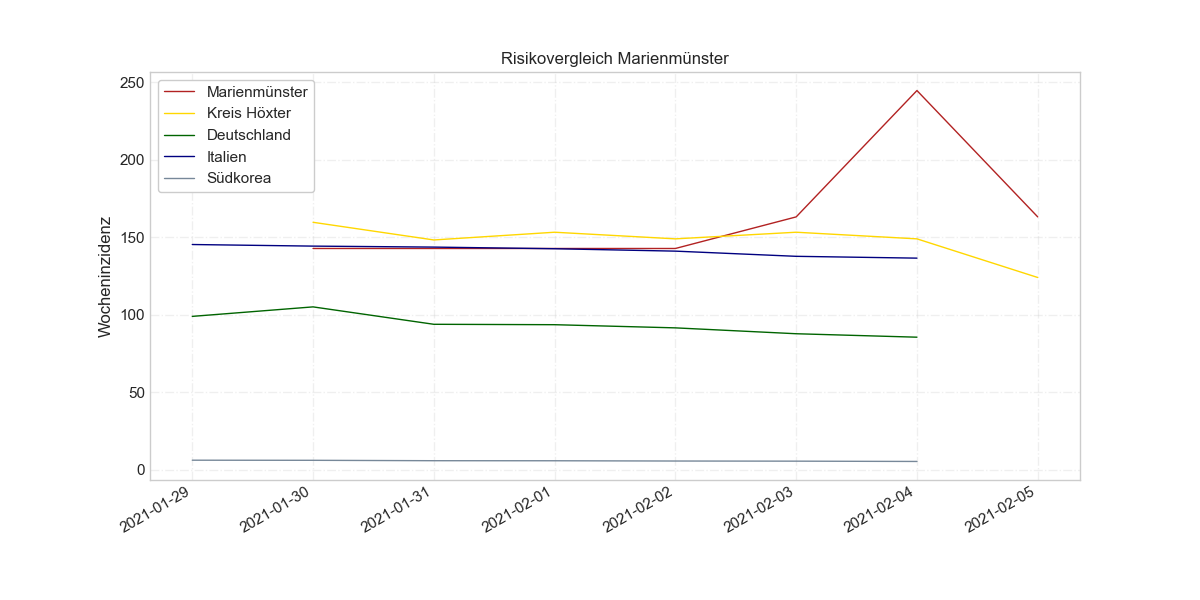 Risikovergleich Marienmünster
Marienmünster
Kreis Höxter
Deutschland
Italien
Südkorea
Wocheninzidenz
250
200
150
100
50
0
2021-01-29
2021-01-30
2021-01-31
2021-02-01
2021-02-02
2021-02-03
2021-02-04
2021-02-05